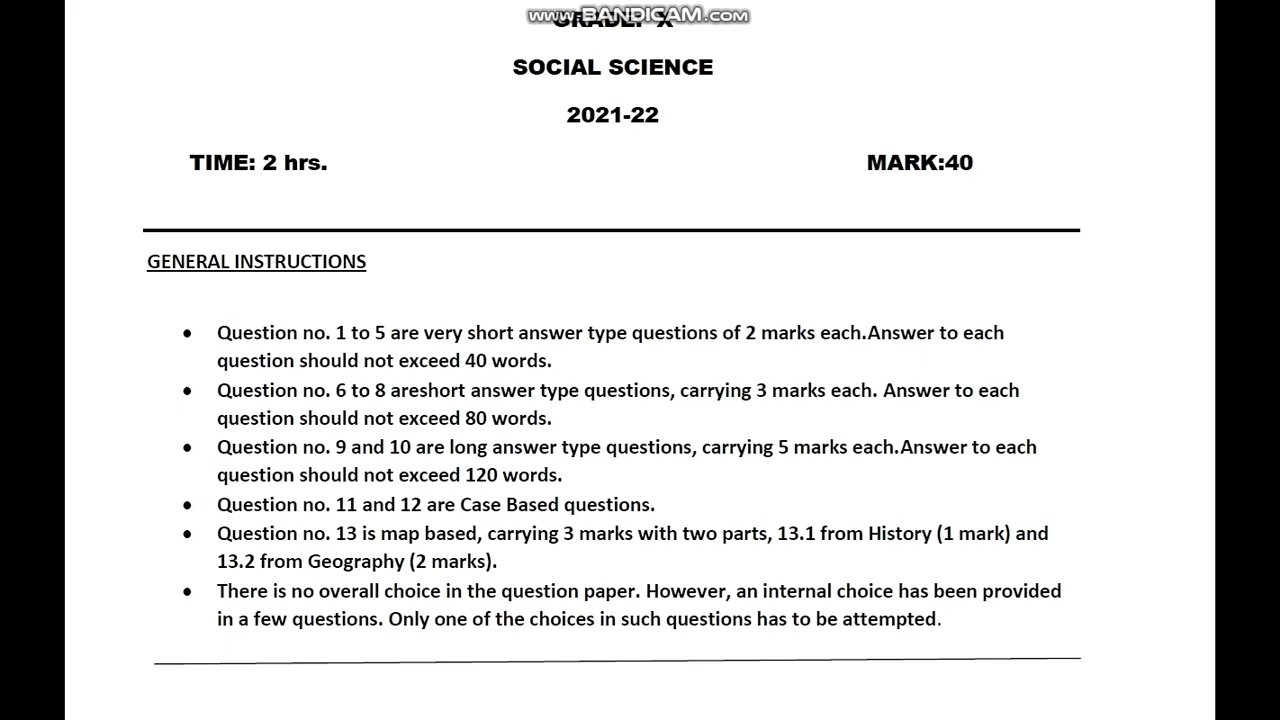 www.BANDICAM.com
GRADE: X
SOCIAL SCIENCE
2021-22
TIME: 2 hrs. MARK:40
GENERAL INSTRUCTIONS
• Question no. 1 to 5 are very short answer type questions of 2 marks each.Answer to each
question should not exceed 40 words.
• Question no. 6 to 8 areshort answer type questions, carrying 3 marks each. Answer to each
question should not exceed 80 words.
• Question no. 9 and 10 are long answer type questions, carrying 5 marks each.Answer to each
question should not exceed 120 words.
• Question no. 11 and 12 are Case Based questions.
• Question no. 13 is map based, carrying 3 marks with two parts, 13.1 from History (1 mark) and
13.2 from Geography (2 marks).
• There is no overall choice in the question paper. However, an internal choice has been provided
in a few questions. Only one of the choices in such questions has to be attempted.